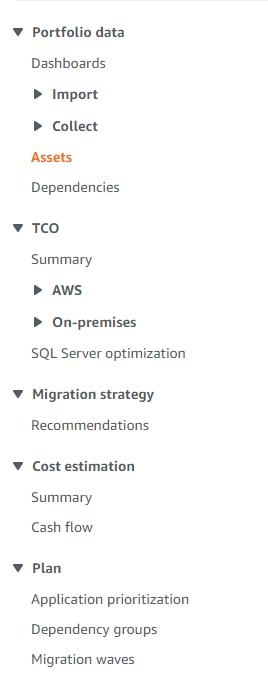 Portfolio data
Dashboards
Import
Collect
Assets
Dependencies
TCO
Summary
AWS
On-premises
SQL Server optimization
Migration strategy
Recommendations
Cost estimation
Summary
Cash flow
Plan
Application prioritization
Dependency groups
Migration waves